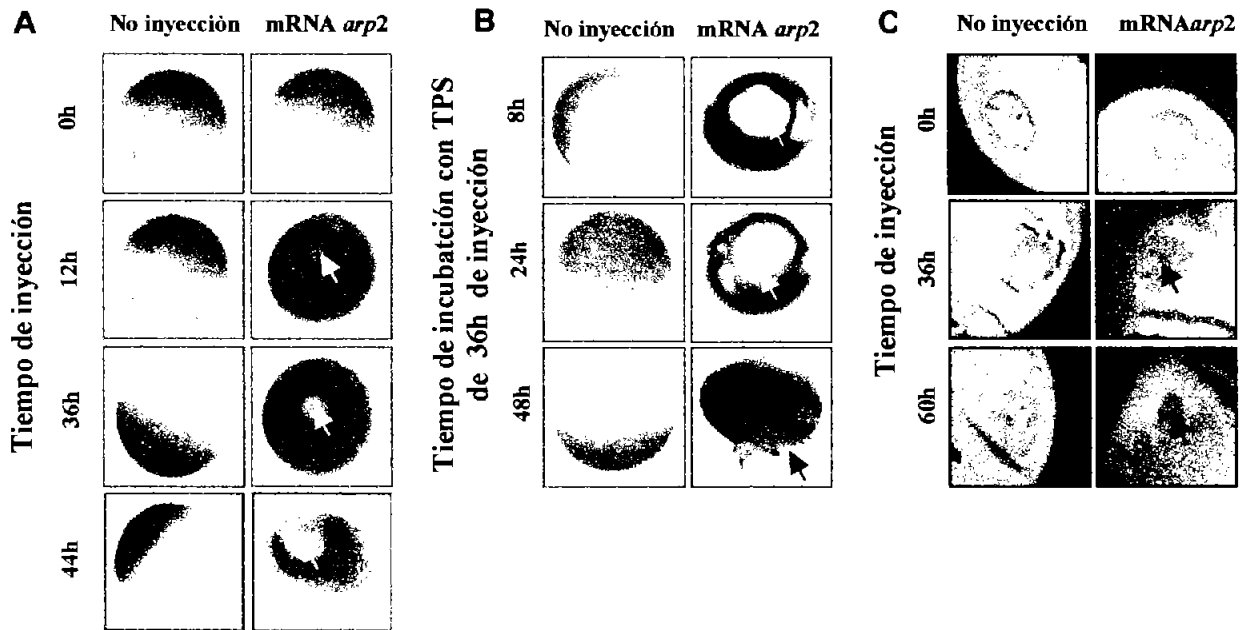 A
No inyección
mRNA arp2
Tiempo de inyección
0h
12h
36h
44h
B
No inyección
mRNA arp2
Tiempo de incubatción con TPS
de 36h de inyección
8h
24h
48h
C
No inyección
mRNAarp2
Tiempo de inyección
0h
36h
60h